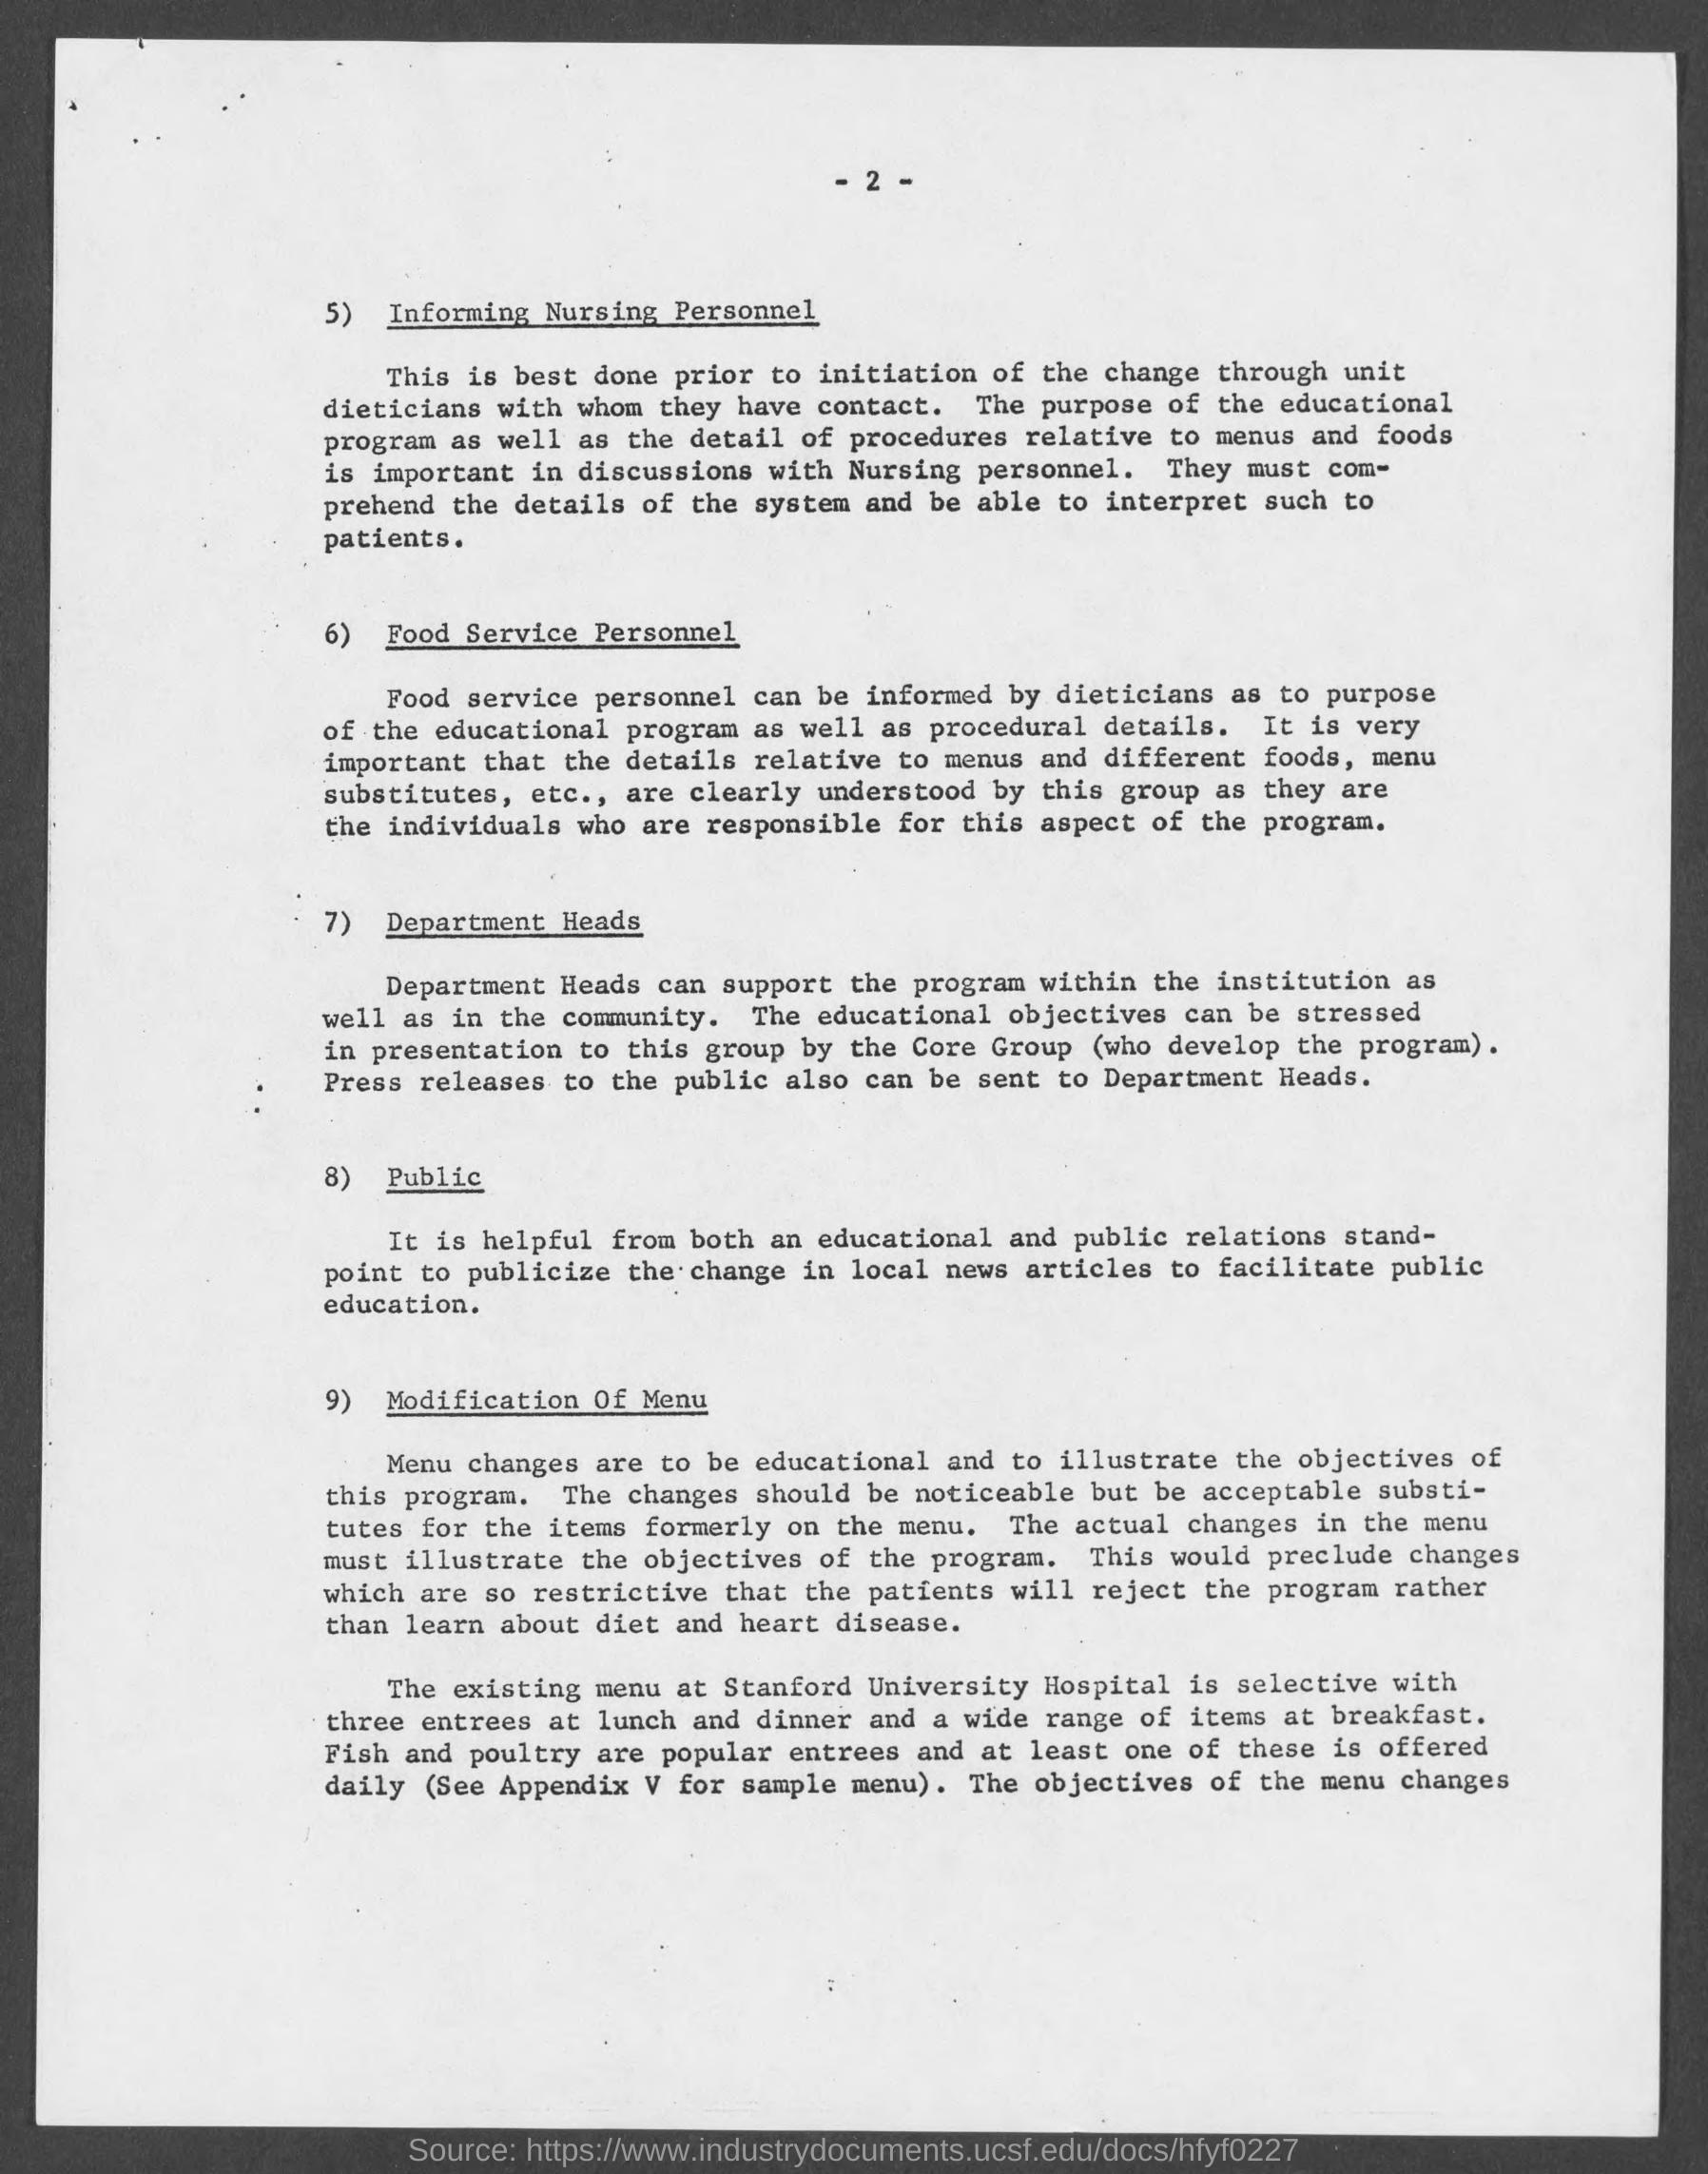 - 2 -
5) Informing Nursing Personnel
This is best done prior to initiation of the change through unit
dieticians with whom they have contact. The purpose of the educational
program as well as the detail of procedures relative to menus and foods
is important in discussions with Nursing personnel. They must com-
prehend the details of the system and be able to interpret such to
patients.
6) Food Service Personnel
Food service personnel can be informed by dieticians as to purpose
of the educational program as well as procedural details. It is very
important that the details relative to menus and different foods, menu
substitutes, etc., are clearly understood by this group as they are
the individuals who are responsible for this aspect of the program.
7) Department Heads
Department Heads can support the program within the institution as
well as in the community. The educational objectives can be stressed
in presentation to this group by the Core Group (who develop the program).
Press releases to the public also can be sent to Department Heads.
8) Public
It is helpful from both an educational and public relations stand-
point to publicize the change in local news articles to facilitate public
education.
9) Modification Of Menu
Menu changes are to be educational and to illustrate the objectives of
this program. The changes should be noticeable but be acceptable substi-
tutes for the items formerly on the menu. The actual changes in the menu
must illustrate the objectives of the program. This would preclude changes
which are so restrictive that the patients will reject the program rather
than learn about diet and heart disease.
The existing menu at Stanford University Hospital is selective with
three entrees at lunch and dinner and a wide range of items at breakfast.
Fish and poultry are popular entrees and at least one of these is offered
daily (See Appendix V for sample menu). The objectives of the menu changes
Source: https://www.industrydocuments.ucsf.edu/docs/hfyf0227